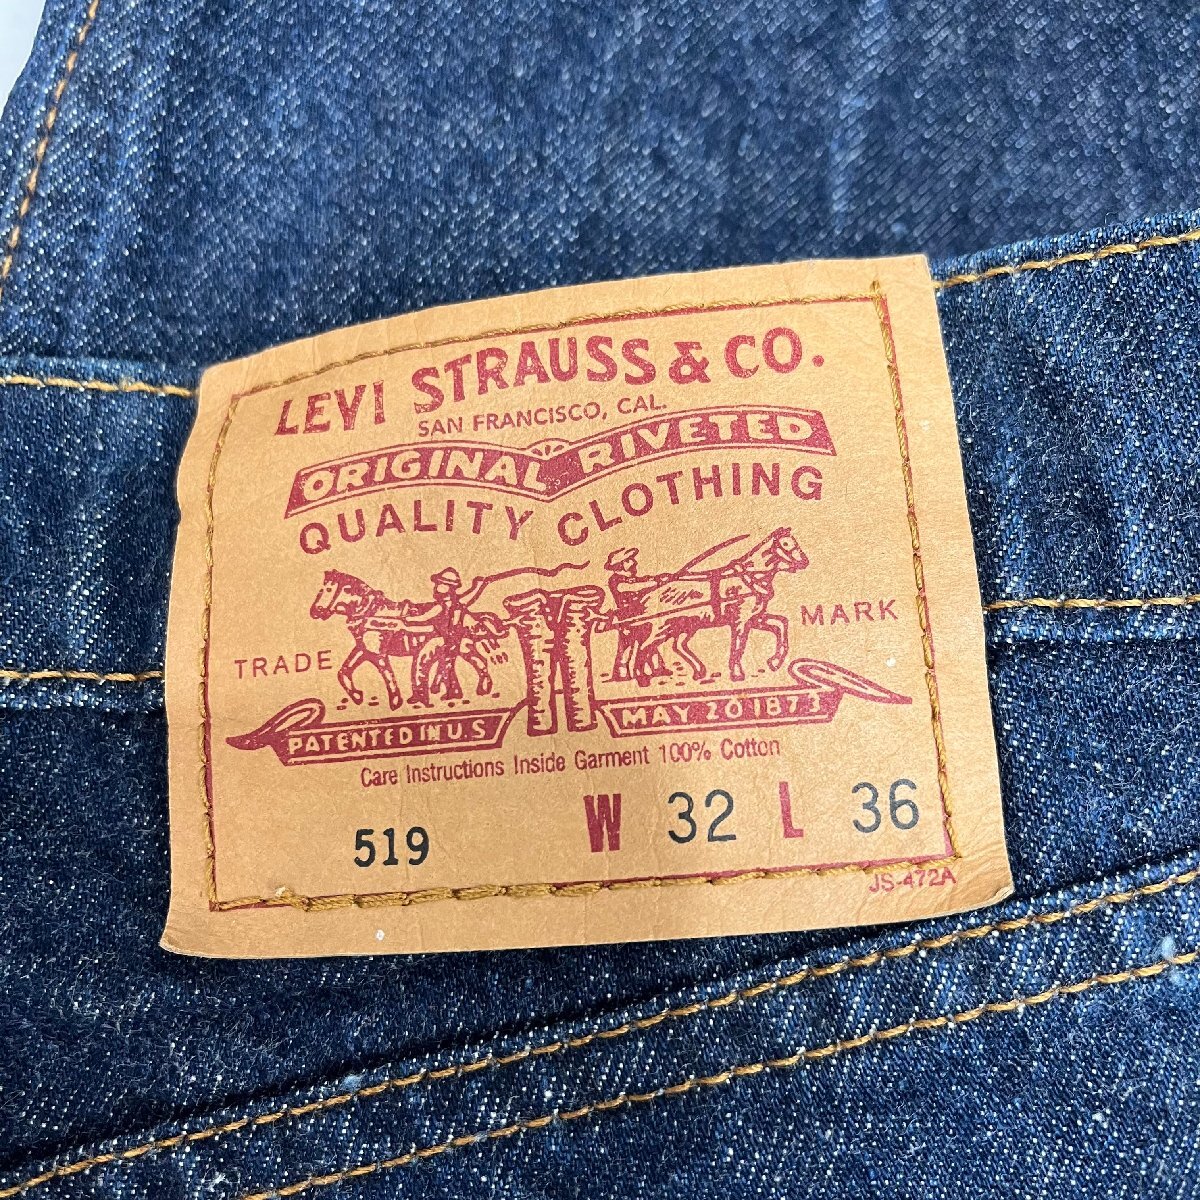 LEVI STRAUSS & CO.
SAN FRANCISCO, CAL.
ORIGINAL RIVETED
QUALITY CLOTHING
TRADE MARK
PATENTED IN U.S MAY 20 1873
Care Instructions Inside Garment 100% Cotton
519 W 32 L 36
JS-472A